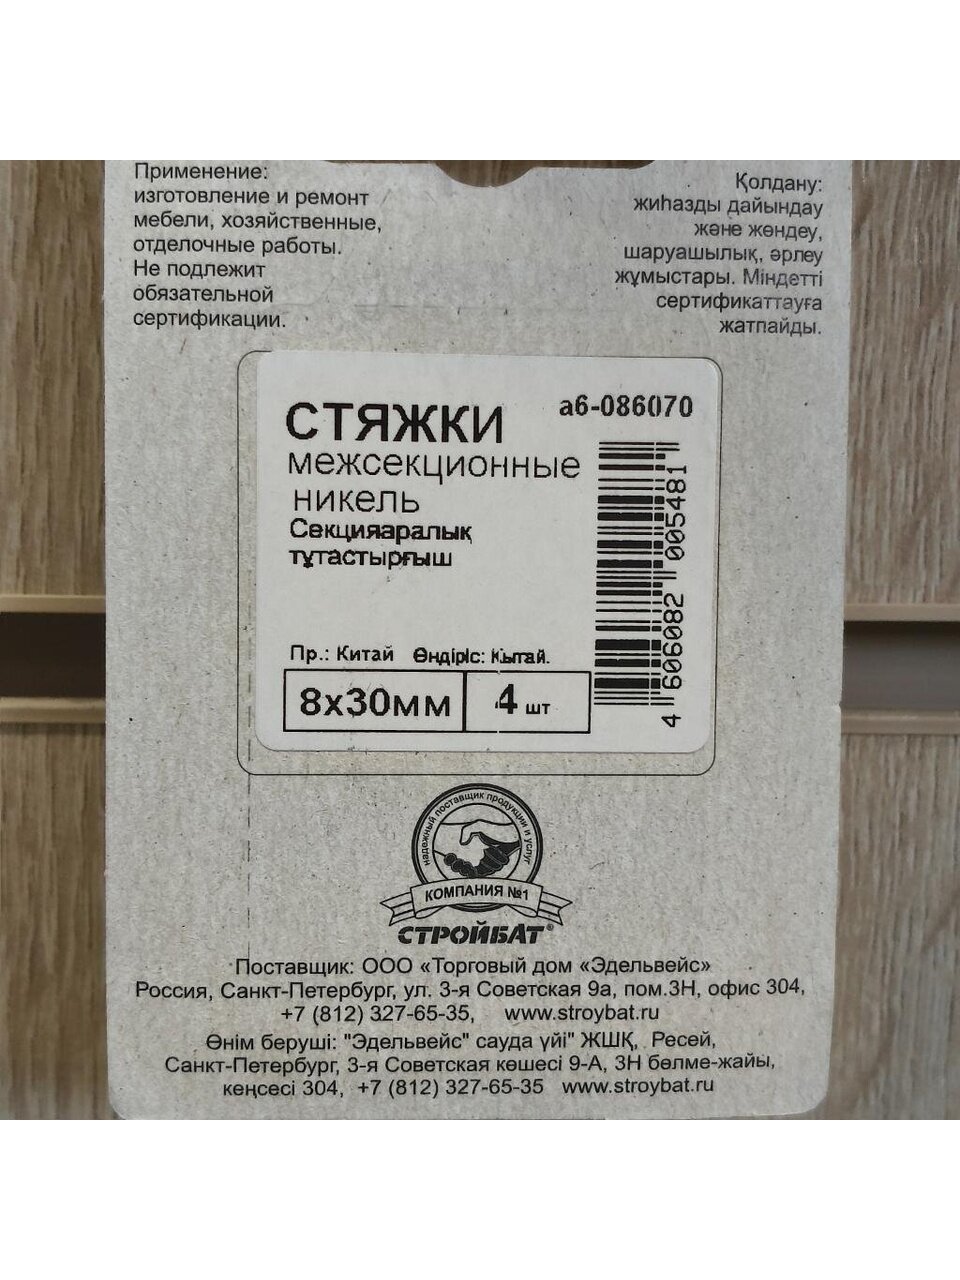 Применение:
изготовление и ремонт
мебели, хозяйственные,
отделочные работы.
Не подлежит
обязательной
сертификации.
Қолдану:
жиһазды дайындау
және жөндеу,
шаруашылық, әрлеу
жұмыстары. Міндетті
сертификаттауға
жатпайды.
СТЯЖКИ
межсекционные
никель
Секцияаралық
тұтастырғыш
а6-086070
4 606082 005481
Пр.: Китай Өндіріс: Қытай.
8х30мм 4 шт
надежный поставщик продукции и услуг
КОМПАНИЯ №1
СТРОЙБАТ®
Поставщик: ООО «Торговый дом «Эдельвейс»
Россия, Санкт-Петербург, ул. 3-я Советская 9а, пом.3Н, офис 304,
+7 (812) 327-65-35, www.stroybat.ru
Өнім беруші: "Эдельвейс" сауда үйі" ЖШҚ, Ресей,
Санкт-Петербург, 3-я Советская көшесі 9-А, 3Н бөлме-жайы,
кеңсесі 304, +7 (812) 327-65-35 www.stroybat.ru